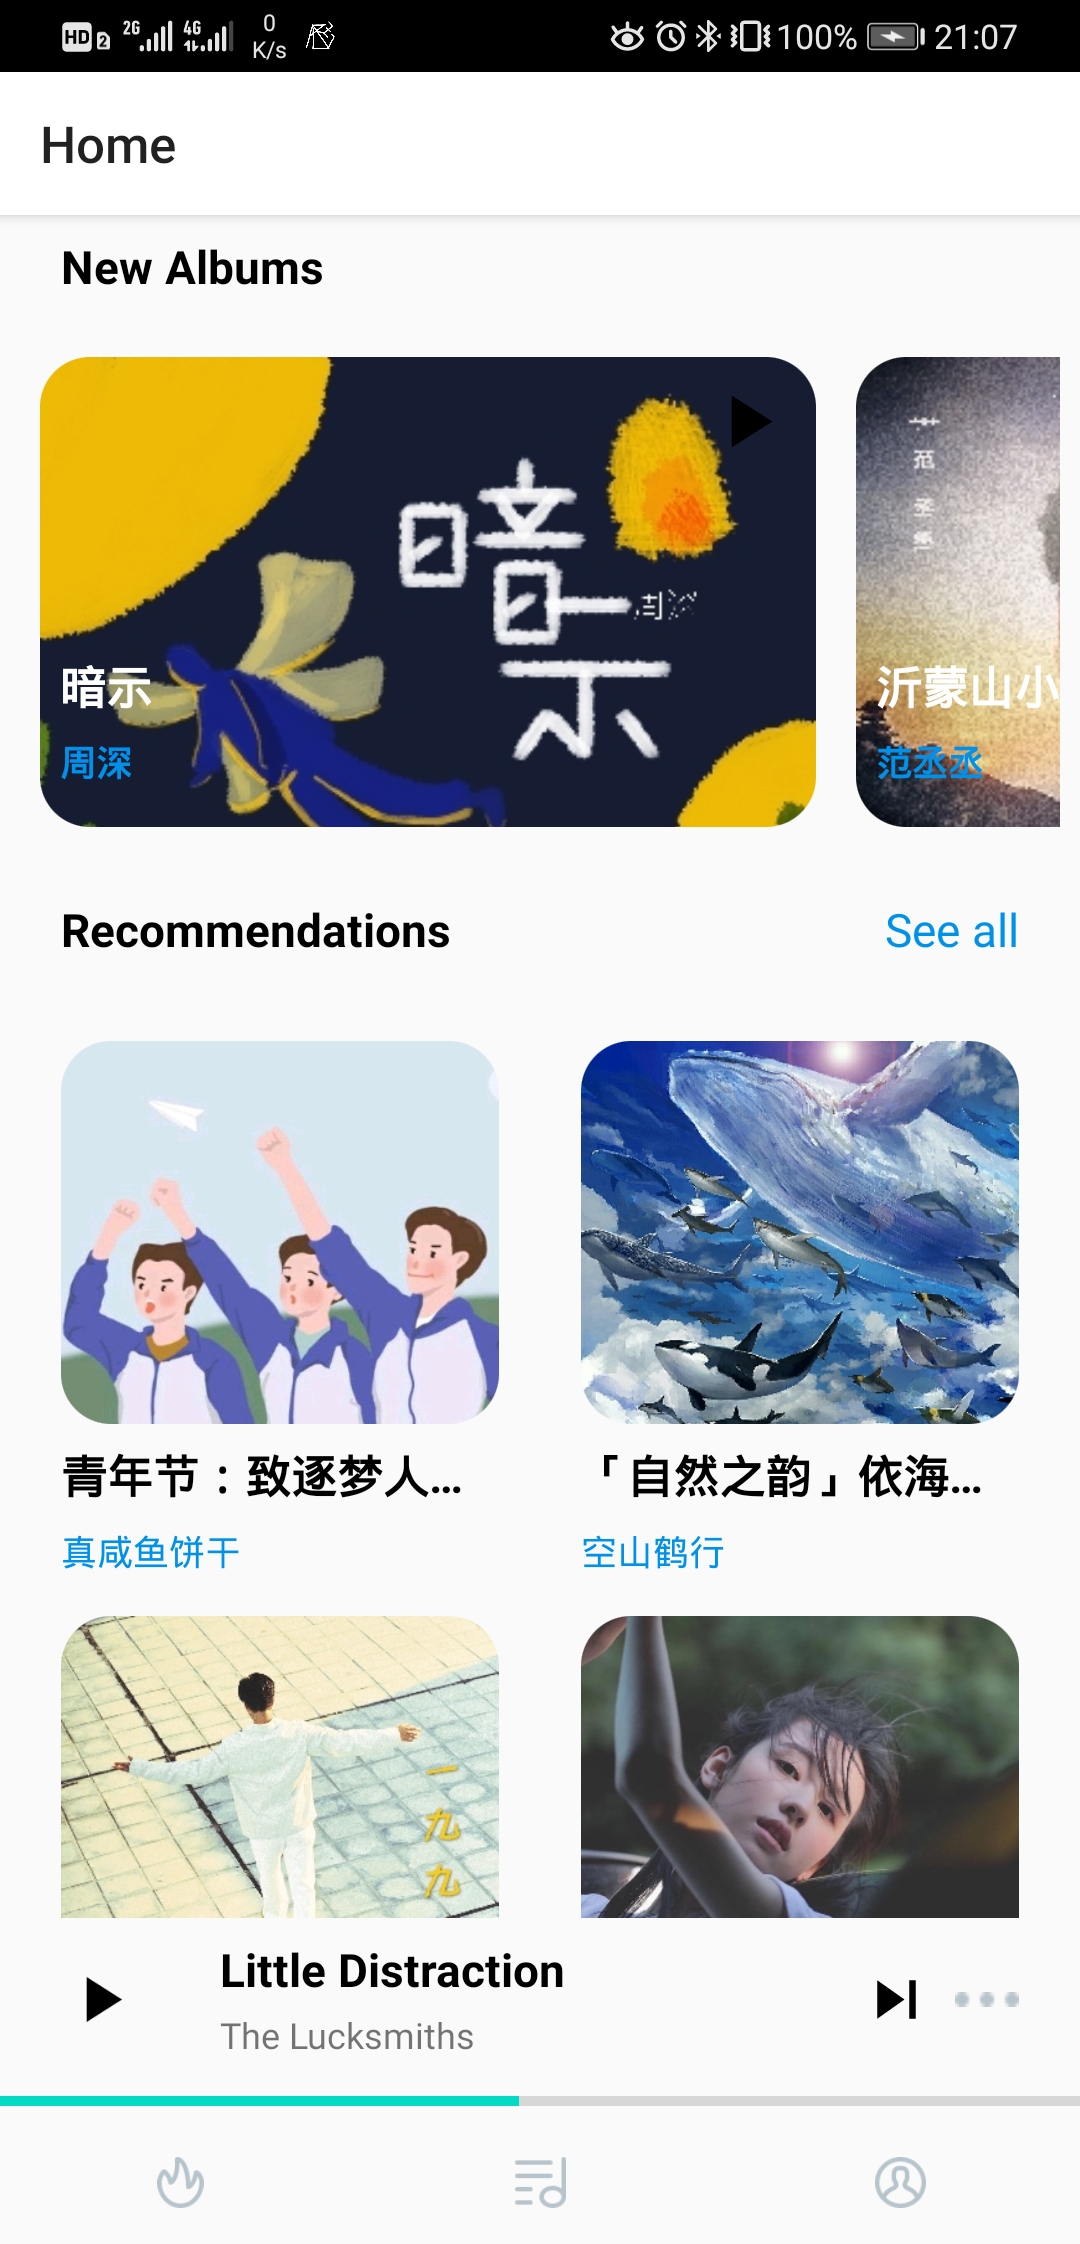 HD 2 2G 4G 0 K/s 100% 21:07
Home
New Albums
暗示
周深
暗示
周深
范丞丞
沂蒙山小
范丞丞
Recommendations
See all
青年节：致逐梦人...
真咸鱼饼干
「自然之韵」依海...
空山鹤行
一九九
Little Distraction
The Lucksmiths